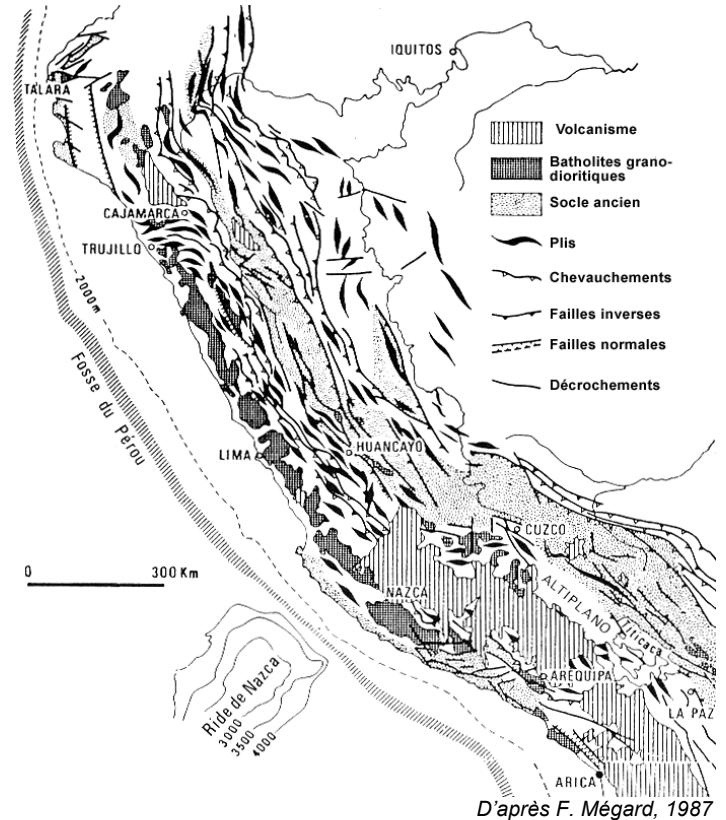 IQUITOS
TALARA
Volcanisme
Batholites grano-
dioritiques
Socle ancien
CAJAMARCA
TRUJILLO
Plis
Chevauchements
2000m
Failles inverses
Failles normales
Fosse du Pérou
Décrochements
LIMA
HUANCAYO
CUZCO
0 300 Km
NAZCA
ALTIPLANO
Titicaca
Ride de Nazca
3000
3500
4000
AREQUIPA
LA PAZ
ARICA
D'après F. Mégard, 1987